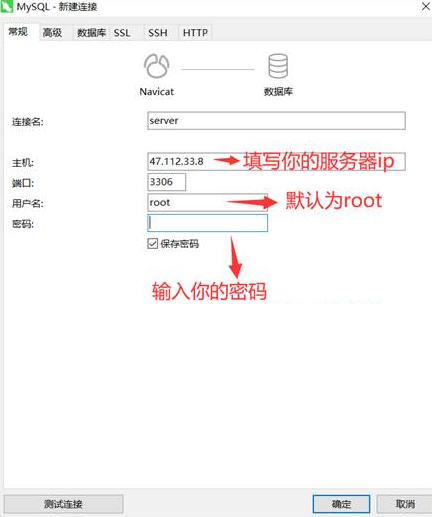 MySQL - 新建连接
常规 高级 数据库 SSL SSH HTTP
Navicat 数据库
连接名: server
主机: 47.112.33.8 填写你的服务器ip
端口: 3306
用户名: root 默认为root
密码:
保存密码
输入你的密码
测试连接 确定 取消